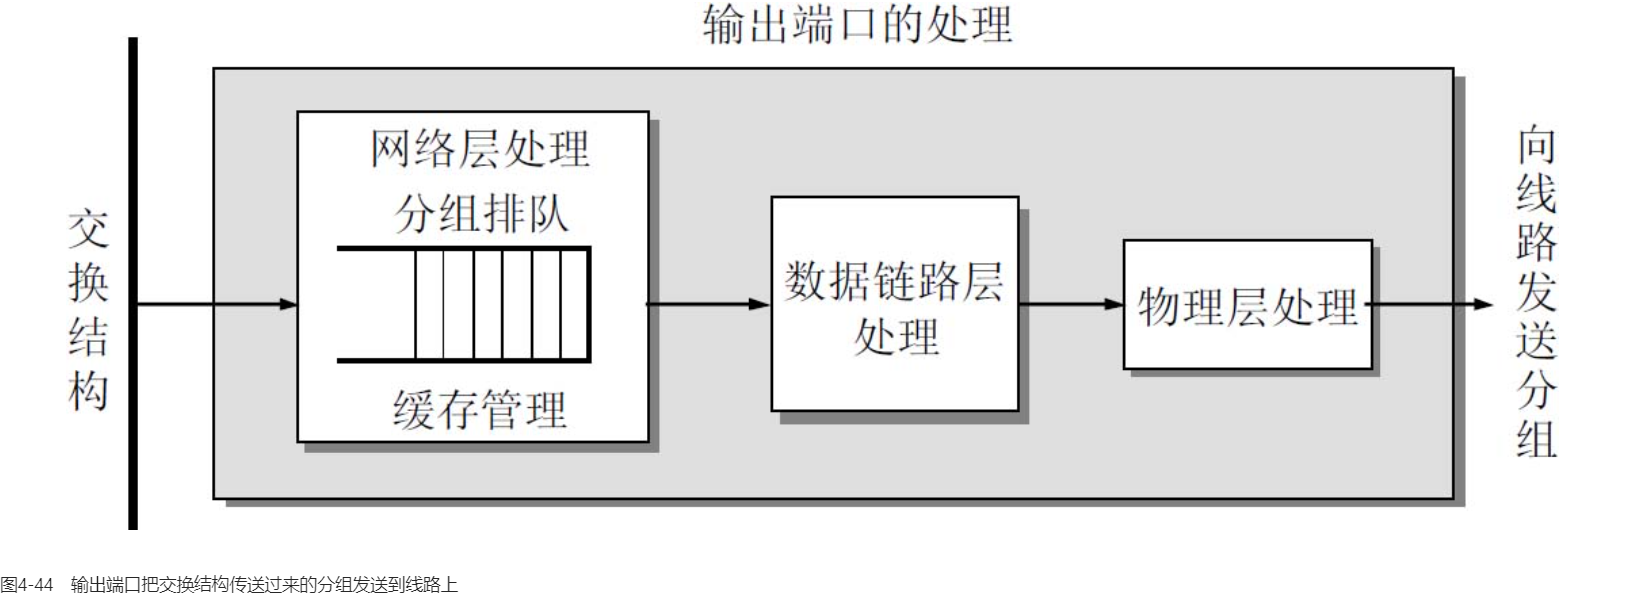 输出端口的处理
交换结构
网络层处理
分组排队
缓存管理
数据链路层
处理
物理层处理
向线路发送分组
图4-44 输出端口把交换结构传送过来的分组发送到线路上